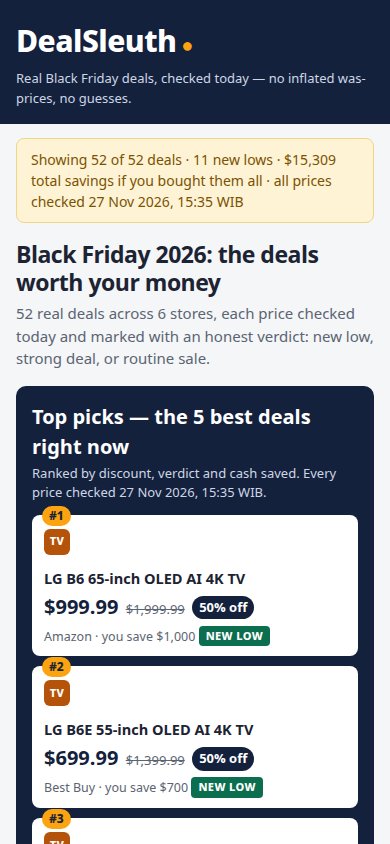 DealSleuth
Real Black Friday deals, checked today — no inflated was-
prices, no guesses.
Showing 52 of 52 deals · 11 new lows · $15,309
total savings if you bought them all · all prices
checked 27 Nov 2026, 15:35 WIB
Black Friday 2026: the deals
worth your money
52 real deals across 6 stores, each price checked
today and marked with an honest verdict: new low,
strong deal, or routine sale.
Top picks — the 5 best deals
right now
Ranked by discount, verdict and cash saved. Every
price checked 27 Nov 2026, 15:35 WIB.
#1
TV
LG B6 65-inch OLED AI 4K TV
$999.99 $1,999.99 50% off
Amazon · you save $1,000 NEW LOW
#2
TV
LG B6E 55-inch OLED AI 4K TV
$699.99 $1,399.99 50% off
Best Buy · you save $700 NEW LOW
#3
TV